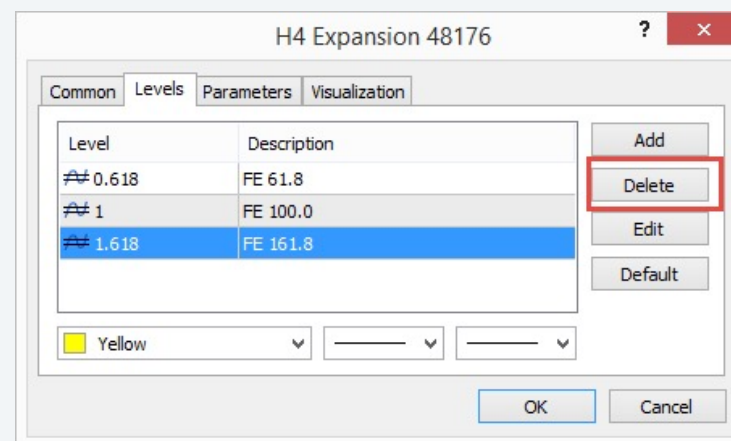 H4 Expansion 48176 ?
Common Levels Parameters Visualization
Level Description
0.618 FE 61.8
1 FE 100.0
1.618 FE 161.8
Add
Delete
Edit
Default
Yellow
OK Cancel